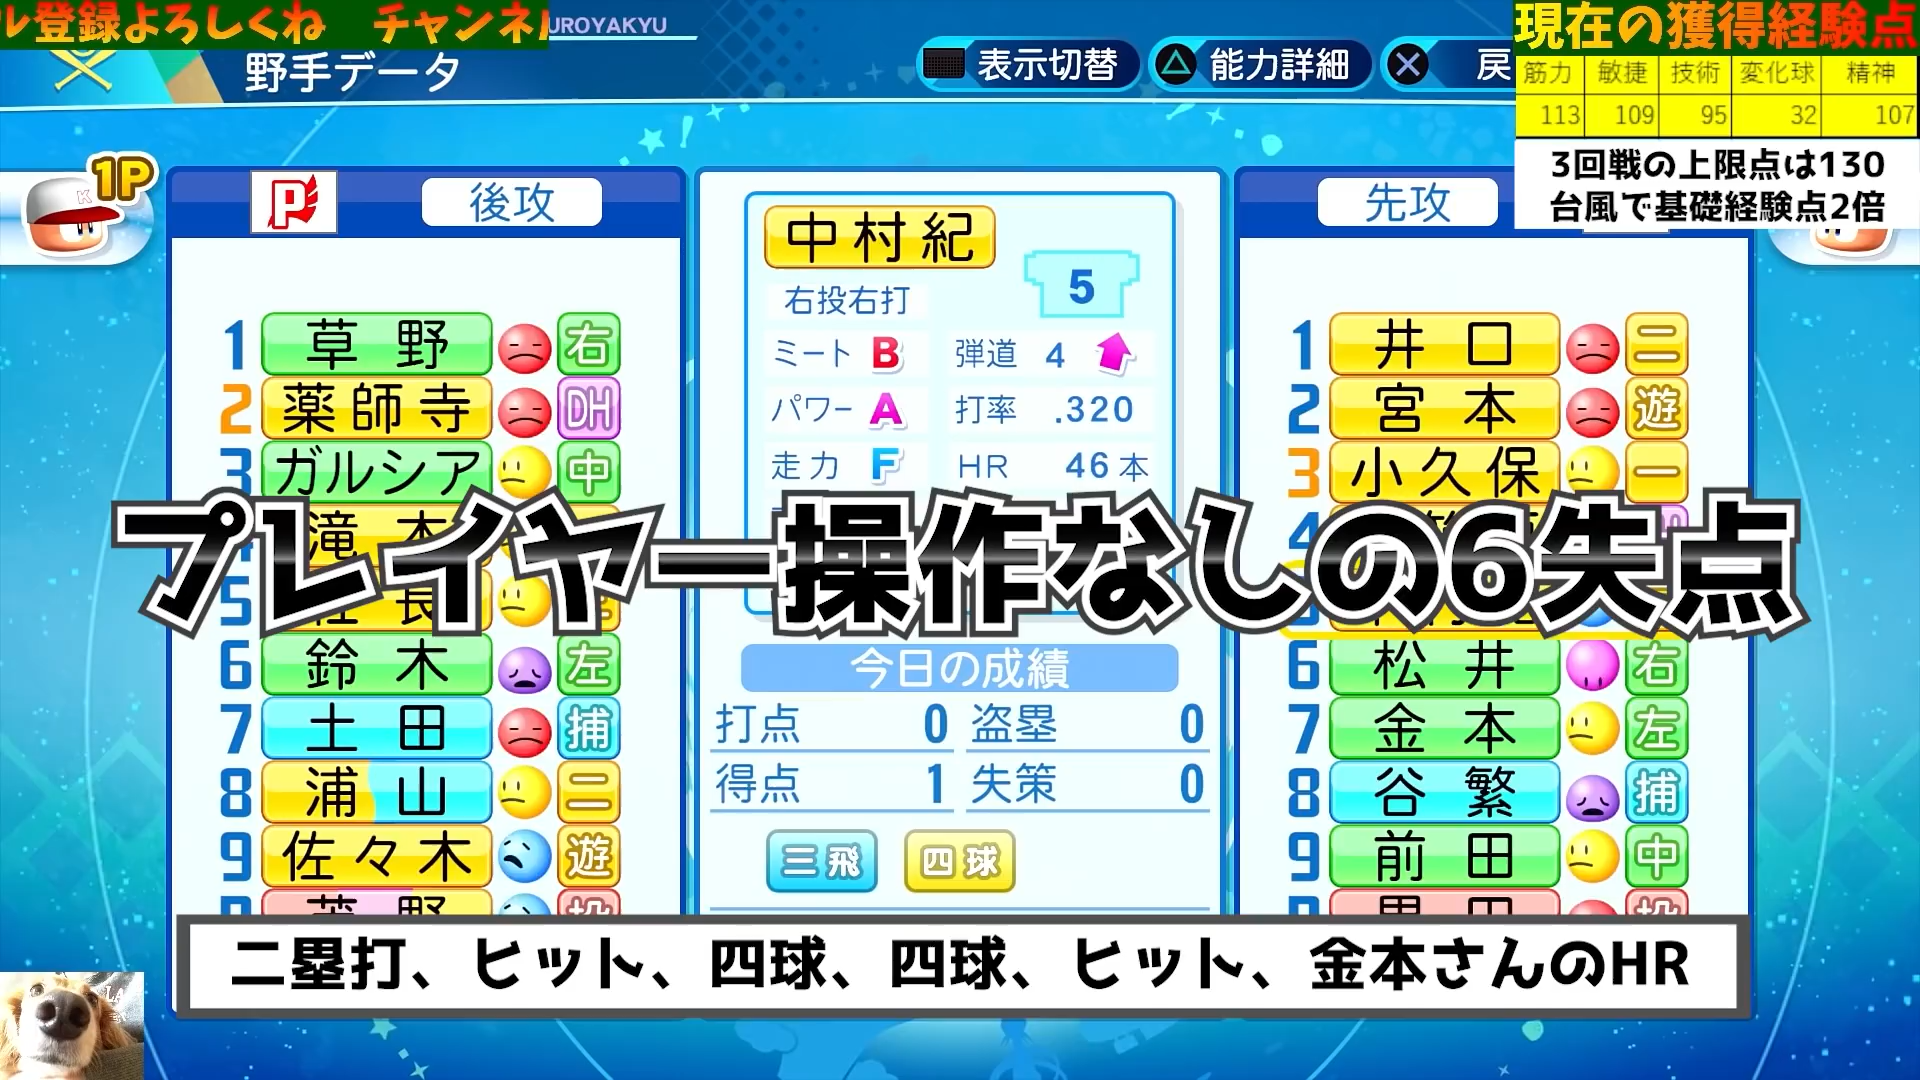 ル登録よろしくね　チャンネル
UROYAKYU
現在の獲得経験点
野手データ
表示切替
能力詳細
戻
筋力 敏捷 技術 変化球 精神
113 109 95 32 107
3回戦の上限点は130
台風で基礎経験点2倍
1P
P
後攻
中村紀
先攻
右投右打
5
ミート B 弾道 4
パワー A 打率 .320
走力 F HR 46本
1 草野 右
2 薬師寺 DH
3 ガルシア 中
滝本
5
6 鈴木 左
7 土田 捕
8 浦山 二
9 佐々木 遊
1 井口 二
2 宮本 遊
3 小久保 一
4
6 松井 右
7 金本 左
8 谷繁 捕
9 前田 中
プレイヤー操作なしの6失点
今日の成績
打点 0 盗塁 0
得点 1 失策 0
三飛 四球
二塁打、ヒット、四球、四球、ヒット、金本さんのHR